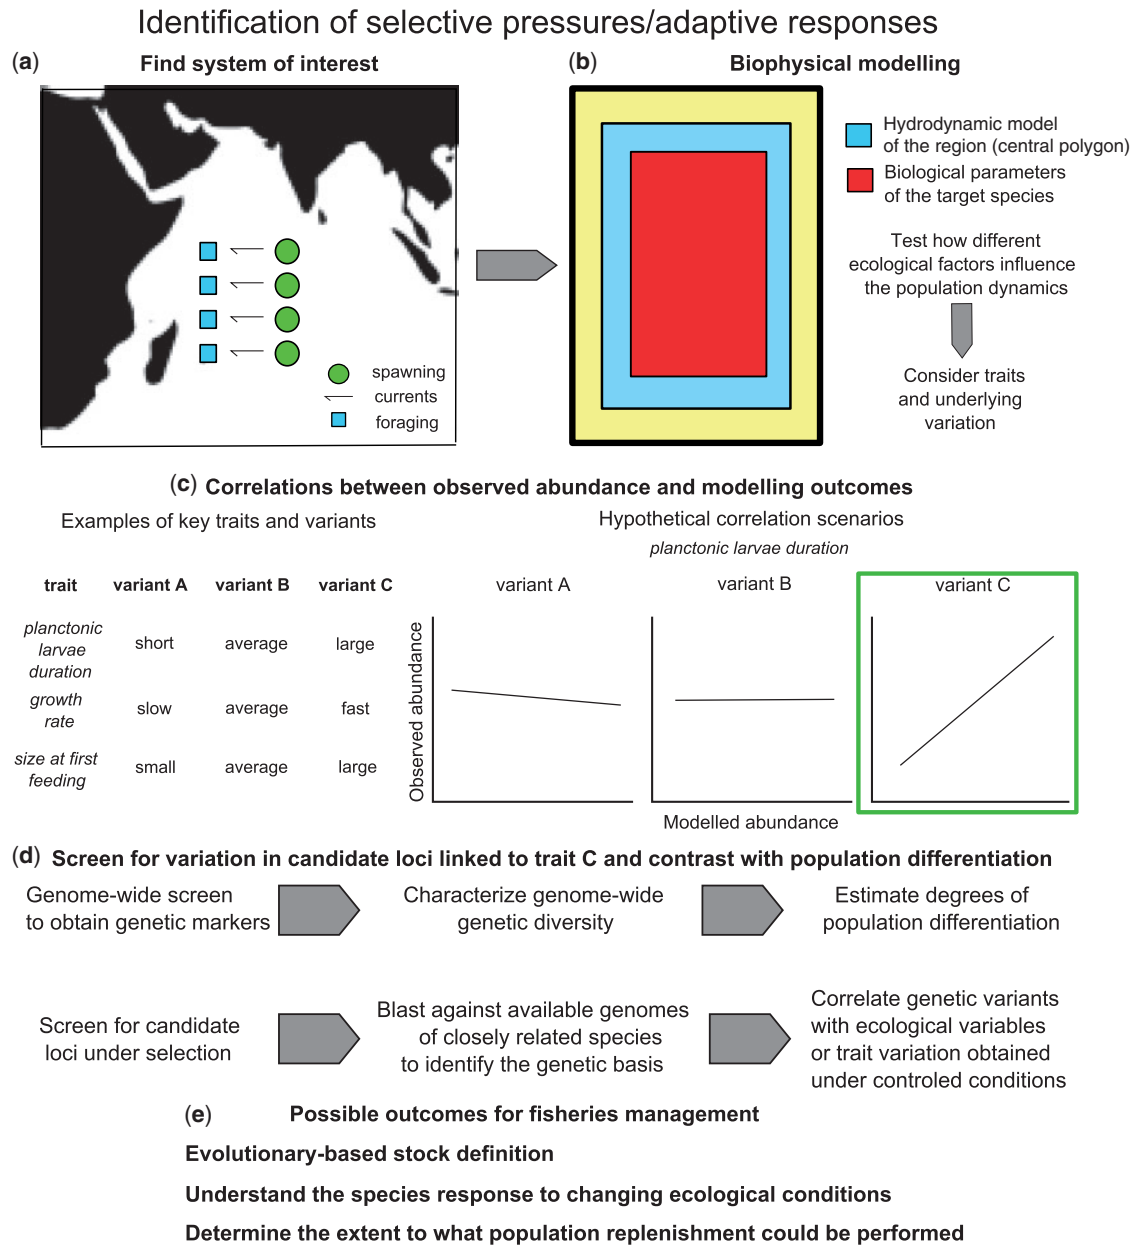 Identification of selective pressures/adaptive responses
(a) Find system of interest
spawning
currents
foraging
(b) Biophysical modelling
Hydrodynamic model
of the region (central polygon)
Biological parameters
of the target species
Test how different
ecological factors influence
the population dynamics
Consider traits
and underlying
variation
(c) Correlations between observed abundance and modelling outcomes
Examples of key traits and variants
trait variant A variant B variant C
planctonic
larvae
duration
short average large
growth
rate
slow average fast
size at first
feeding
small average large
Hypothetical correlation scenarios
planctonic larvae duration
variant A variant B variant C
Observed abundance
Modelled abundance
(d) Screen for variation in candidate loci linked to trait C and contrast with population differentiation
Genome-wide screen
to obtain genetic markers
Characterize genome-wide
genetic diversity
Estimate degrees of
population differentiation
Screen for candidate
loci under selection
Blast against available genomes
of closely related species
to identify the genetic basis
Correlate genetic variants
with ecological variables
or trait variation obtained
under controled conditions
(e) Possible outcomes for fisheries management
Evolutionary-based stock definition
Understand the species response to changing ecological conditions
Determine the extent to what population replenishment could be performed